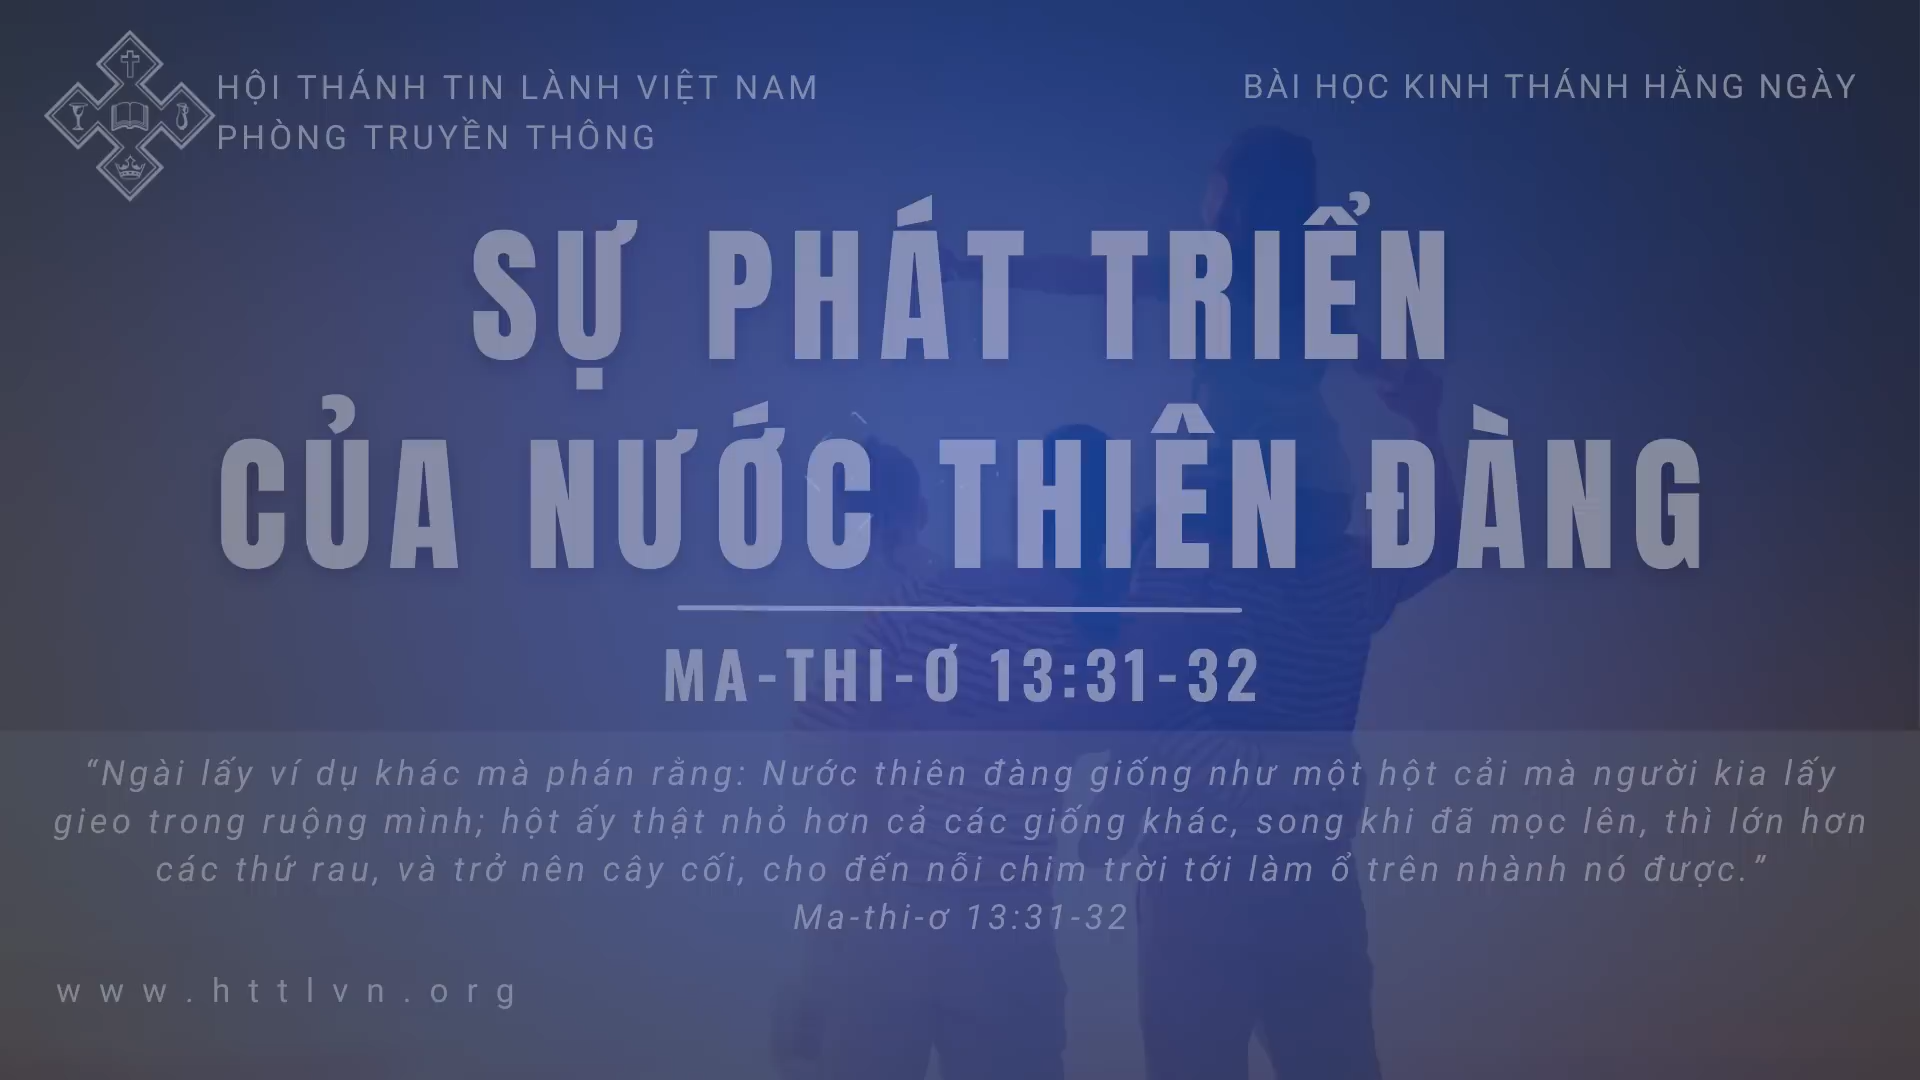 HỘI THÁNH TIN LÀNH VIỆT NAM
PHÒNG TRUYỀN THÔNG
BÀI HỌC KINH THÁNH HẰNG NGÀY
SỰ PHÁT TRIỂN
CỦA NƯỚC THIÊN ĐÀNG
MA-THI-Ơ 13:31-32
“Ngài lấy ví dụ khác mà phán rằng: Nước thiên đàng giống như một hột cải mà người kia lấy
gieo trong ruộng mình; hột ấy thật nhỏ hơn cả các giống khác, song khi đã mọc lên, thì lớn hơn
các thứ rau, và trở nên cây cối, cho đến nỗi chim trời tới làm ổ trên nhành nó được.”
Ma-thi-ơ 13:31-32
www.httlvn.org